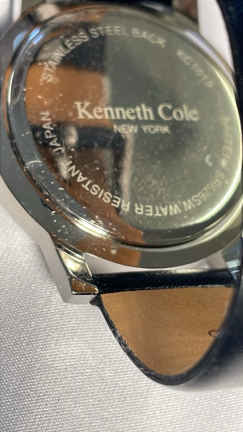 STAINLESS STEEL BACK
Kenneth Cole
NEW YORK
WATER RESISTANT
JAPAN